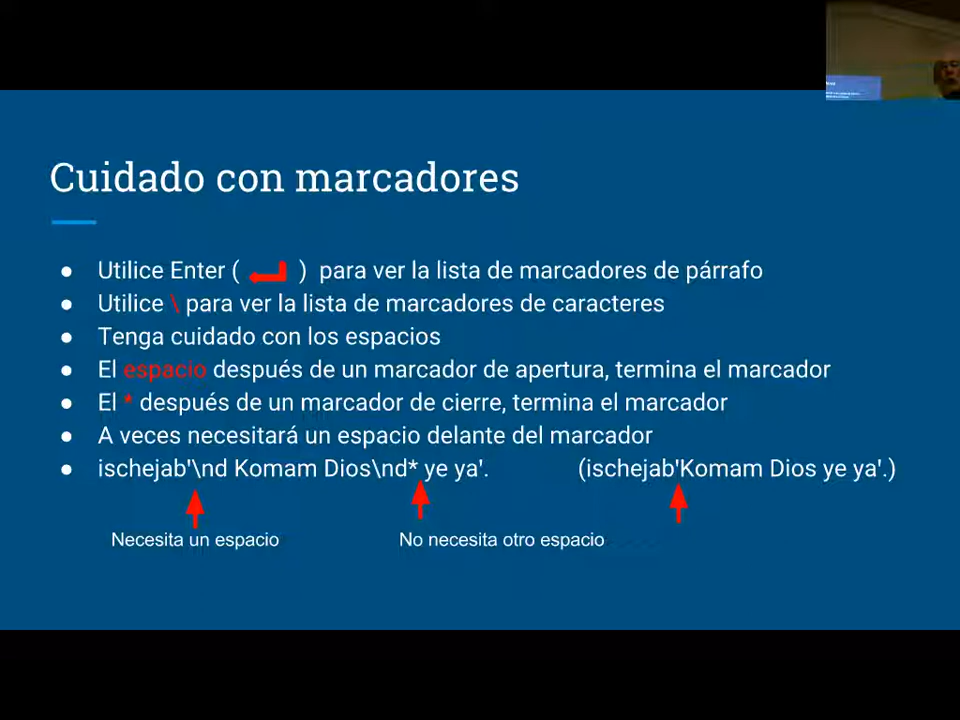 Cuidado con marcadores
● Utilice Enter ( ) para ver la lista de marcadores de párrafo
● Utilice \ para ver la lista de marcadores de caracteres
● Tenga cuidado con los espacios
● El espacio después de un marcador de apertura, termina el marcador
● El * después de un marcador de cierre, termina el marcador
● A veces necesitará un espacio delante del marcador
● ischejab'\nd Komam Dios\nd* ye ya'. (ischejab'Komam Dios ye ya'.)
Necesita un espacio No necesita otro espacio